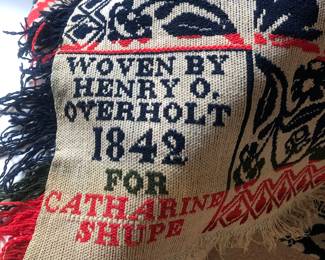 WOVEN BY
HENRY O.
OVERHOLT
1842
FOR
CATHARINE
SHUPE